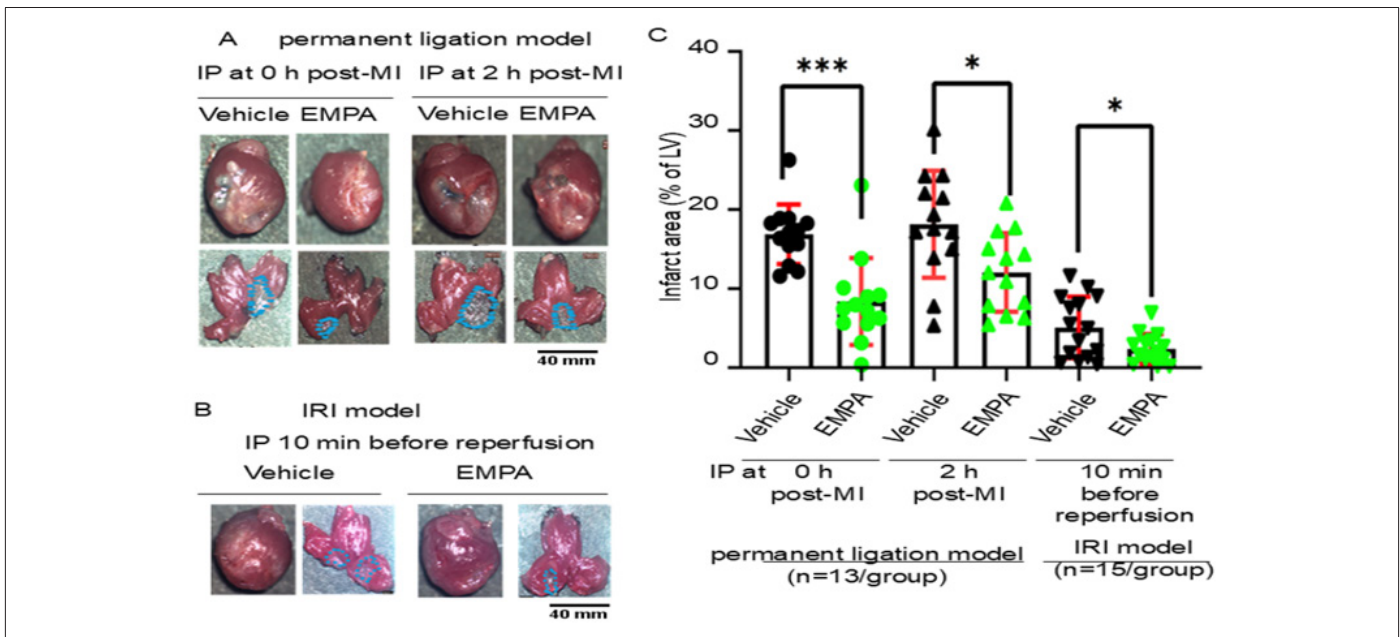 A permanent ligation model
IP at 0 h post-MI IP at 2 h post-MI
Vehicle EMPA Vehicle EMPA
40 mm
B IRI model
IP 10 min before reperfusion
Vehicle EMPA
40 mm
C
Infarct area (% of LV)
40
30
20
10
0
*** * *
Vehicle EMPA Vehicle EMPA Vehicle EMPA
IP at 0 h 2 h 10 min
post-MI post-MI before
reperfusion
permanent ligation model IRI model
(n=13/group) (n=15/group)